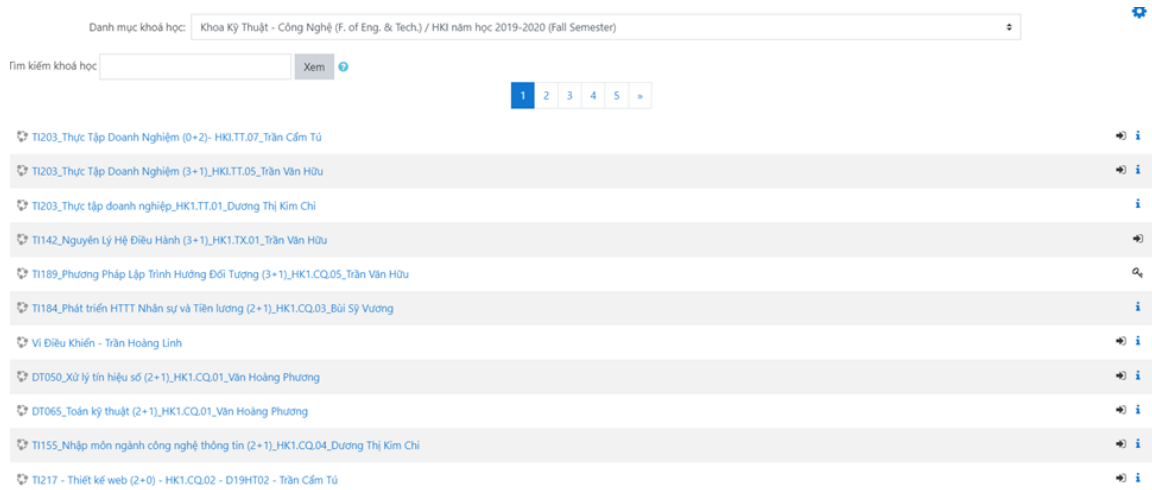 Danh mục khoá học: Khoa Kỹ Thuật - Công Nghệ (F. of Eng. & Tech.) / HKI năm học 2019-2020 (Fall Semester)
Tìm kiếm khoá học Xem
1 2 3 4 5 »
TI203_Thực Tập Doanh Nghiệm (0+2)- HKI.TT.07_Trần Cẩm Tú
TI203_Thực Tập Doanh Nghiệm (3+1)_HKI.TT.05_Trần Văn Hữu
TI203_Thực tập doanh nghiệp_HK1.TT.01_Dương Thị Kim Chi
TI142_Nguyên Lý Hệ Điều Hành (3+1)_HK1.TX.01_Trần Văn Hữu
TI189_Phương Pháp Lập Trình Hướng Đối Tượng (3+1)_HK1.CQ.05_Trần Văn Hữu
TI184_Phát triển HTTT Nhân sự và Tiền lương (2+1)_HK1.CQ.03_Bùi Sỹ Vương
Vi Điều Khiển - Trần Hoàng Linh
DT050_Xử lý tín hiệu số (2+1)_HK1.CQ.01_Văn Hoàng Phương
DT065_Toán kỹ thuật (2+1)_HK1.CQ.01_Văn Hoàng Phương
TI155_Nhập môn ngành công nghệ thông tin (2+1)_HK1.CQ.04_Dương Thị Kim Chi
TI217 - Thiết kế web (2+0) - HK1.CQ.02 - D19HT02 - Trần Cẩm Tú